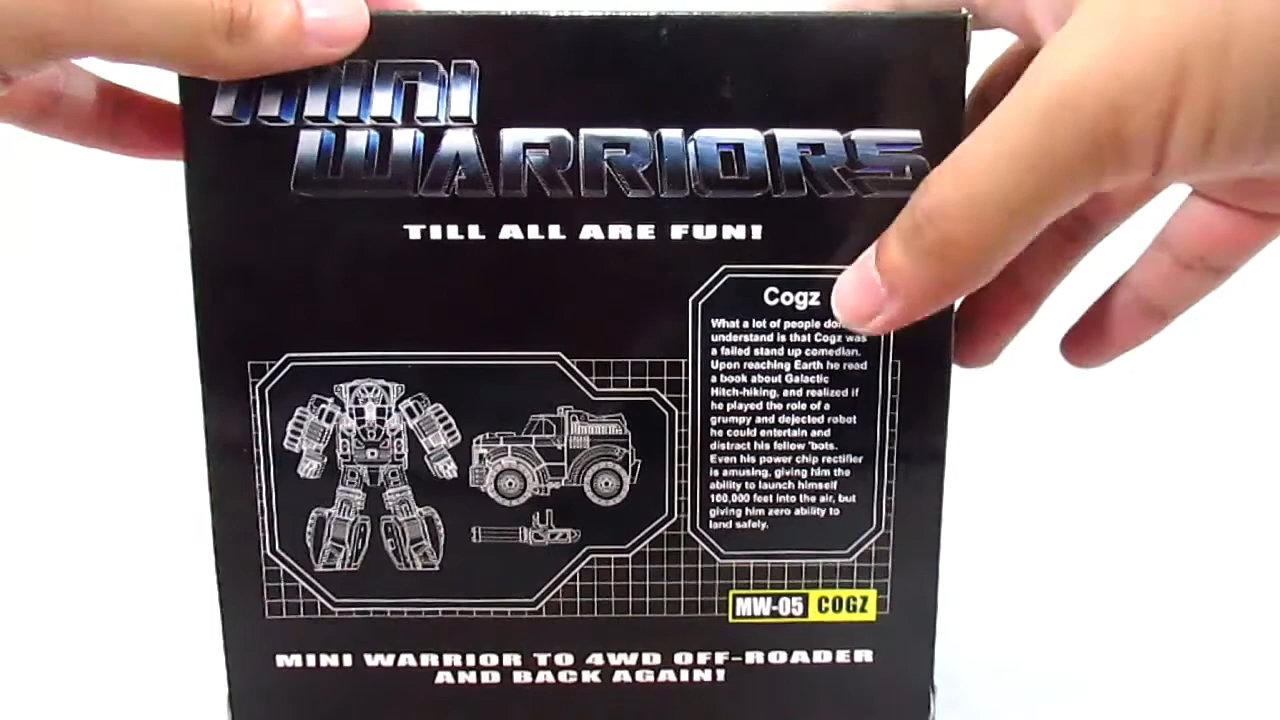 MINI
WARRIORS
TILL ALL ARE FUN!
Cogz
What a lot of people
understand is that Cogz was
a failed stand up comedian.
Upon reaching Earth he read
a book about Galactic
Hitch-hiking, and realized if
he played the role of a
grumpy and dejected robot
he could entertain and
distract his fellow 'bots.
Even his power chip rectifier
is amusing, giving him the
ability to launch himself
100,000 feet into the air, but
giving him zero ability to
land safely.
MW-05 COGZ
MINI WARRIOR TO 4WD OFF-ROADER
AND BACK AGAIN!